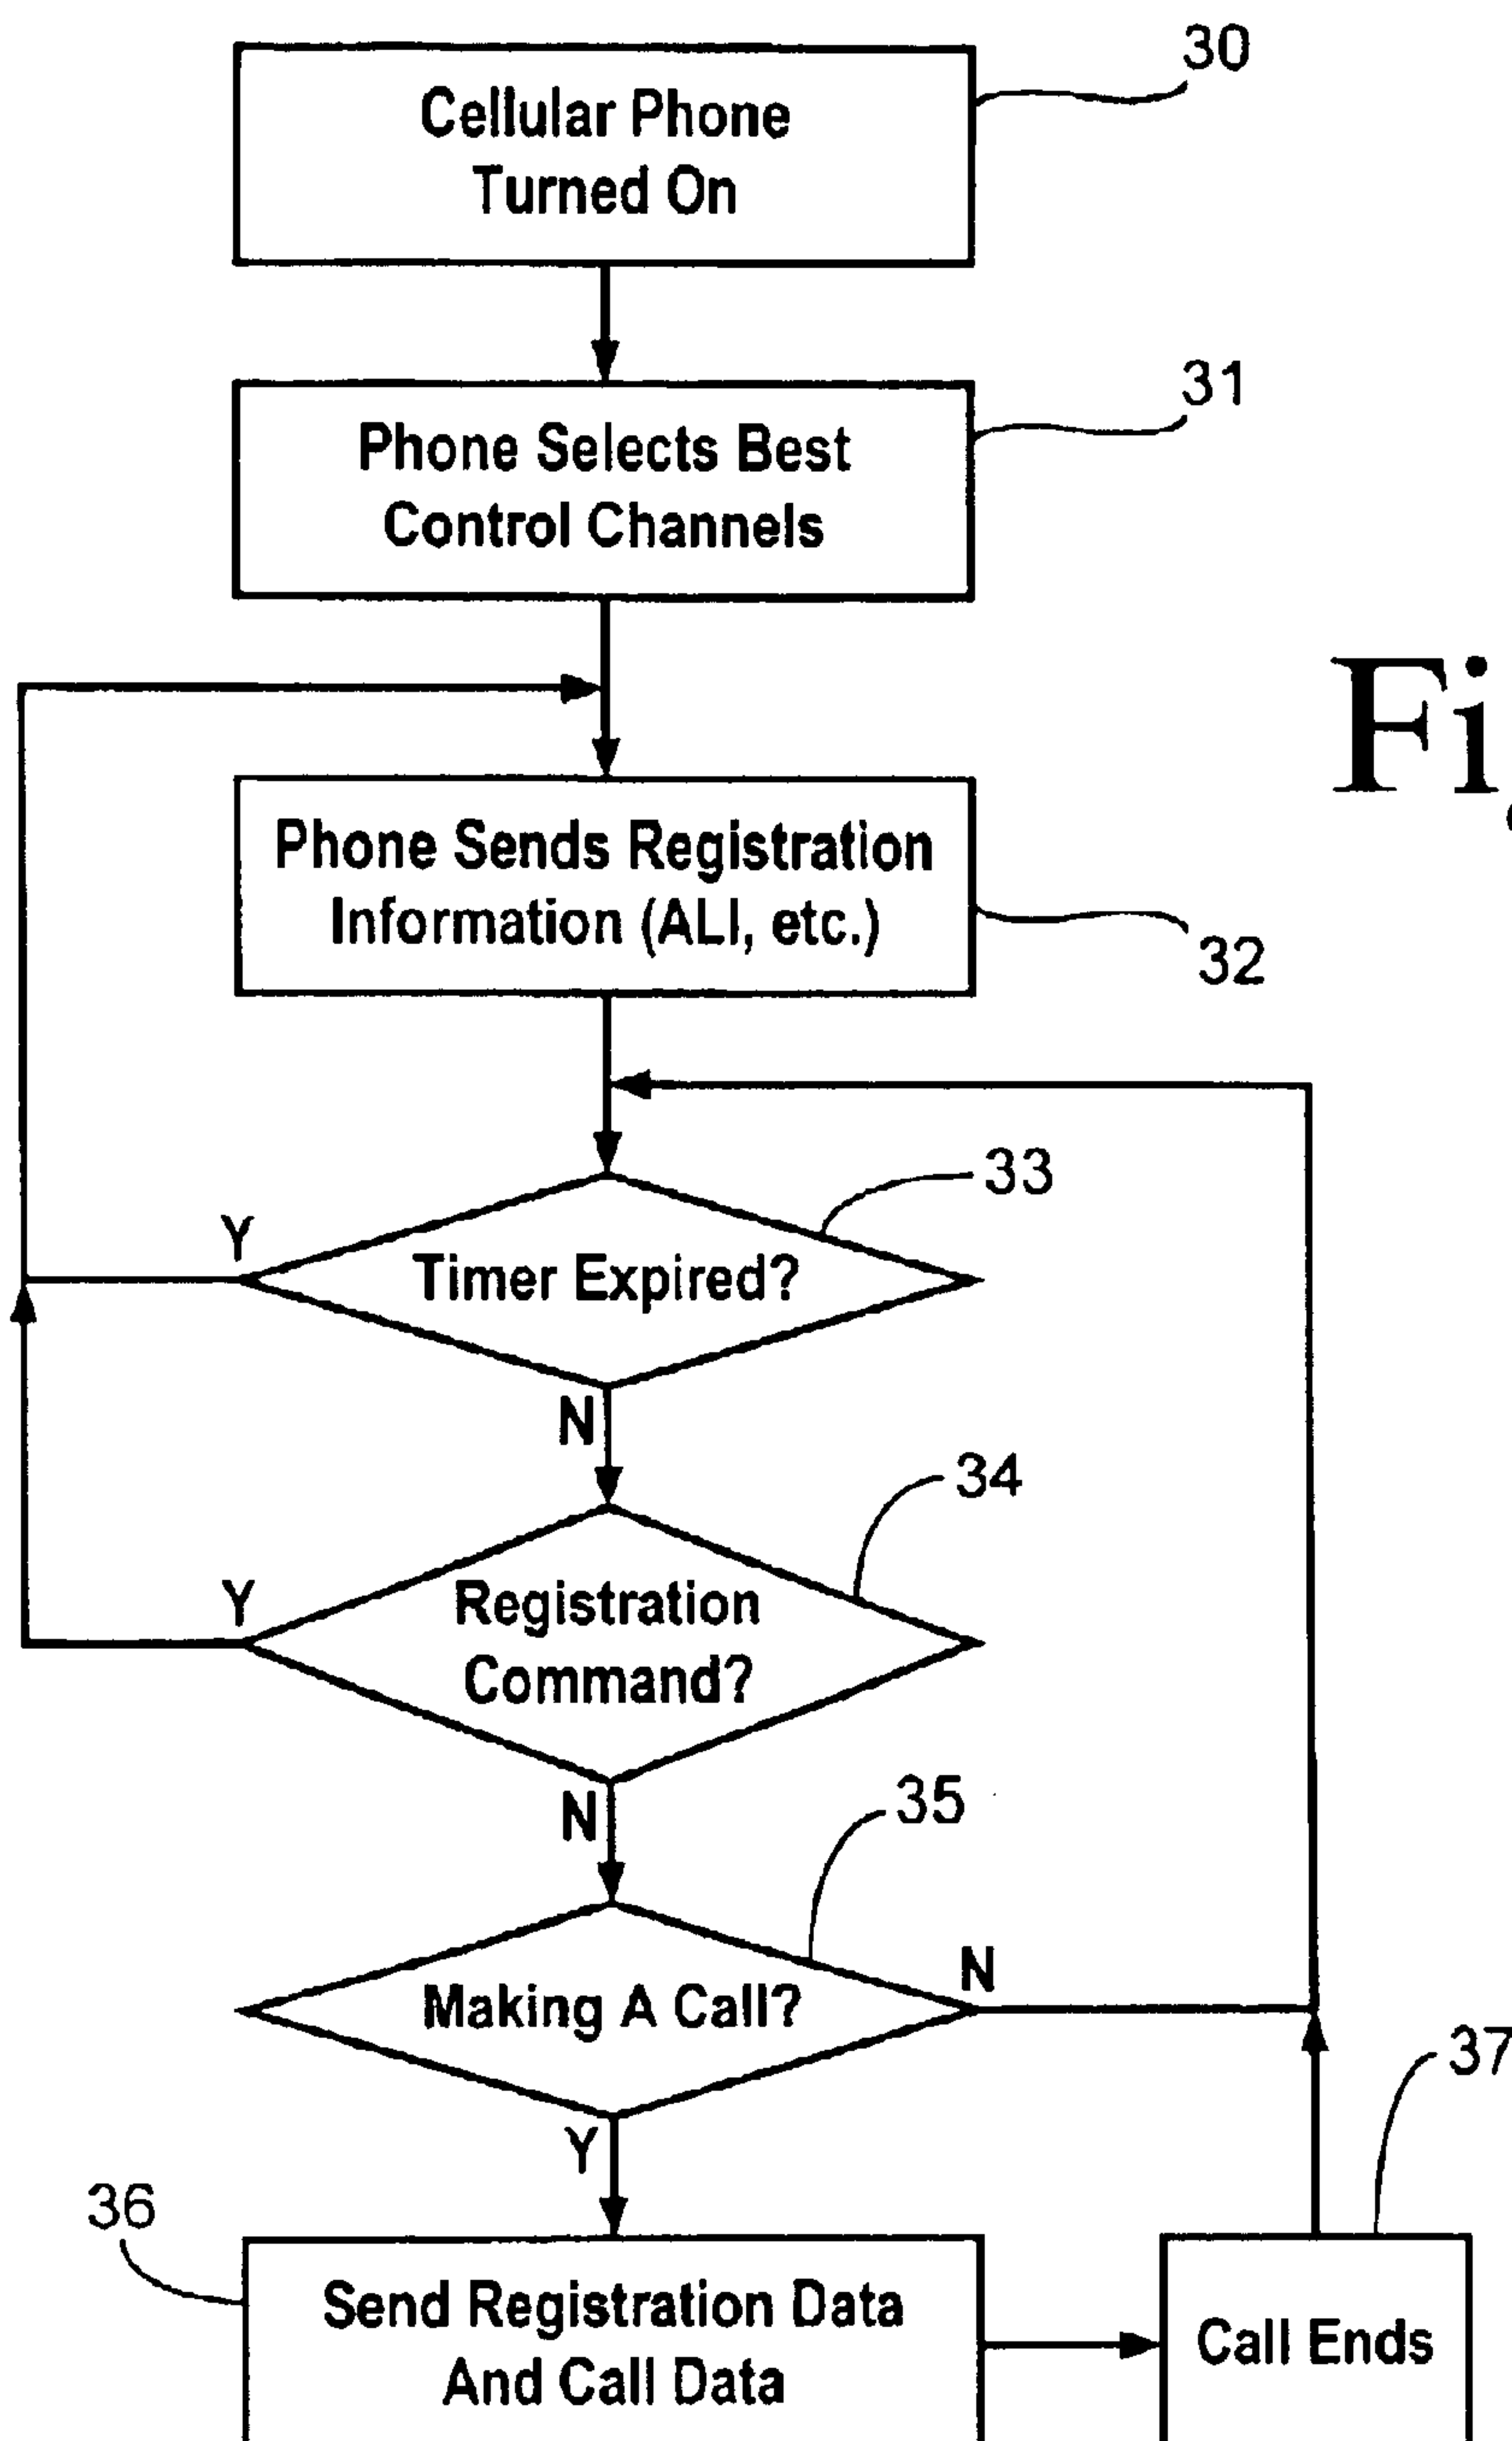 30
Cellular Phone
Turned On
31
Phone Selects Best
Control Channels
Fi
Phone Sends Registration
Information (ALI, etc.)
32
33
Y
Timer Expired?
N
34
Y
Registration
Command?
N
35
N
Making A Call?
37
Y
36
Send Registration Data
And Call Data
Call Ends